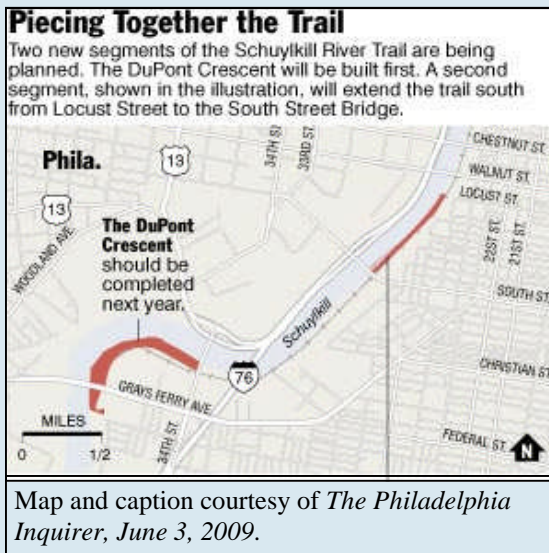 Piecing Together the Trail
Two new segments of the Schuylkill River Trail are being
planned. The DuPont Crescent will be built first. A second
segment, shown in the illustration, will extend the trail south
from Locust Street to the South Street Bridge.
Phila.
13
34TH ST.
33RD ST.
CHESTNUT ST.
WALNUT ST.
LOCUST ST.
13
WOODLAND AVE.
The DuPont
Crescent
should be
completed
next year.
22ST ST.
21ST ST.
SOUTH ST.
Schuylkill
76
CHRISTIAN ST.
GRAYS FERRY AVE.
34TH ST.
FEDERAL ST.
N
MILES
0 1/2
Map and caption courtesy of The Philadelphia
Inquirer, June 3, 2009.